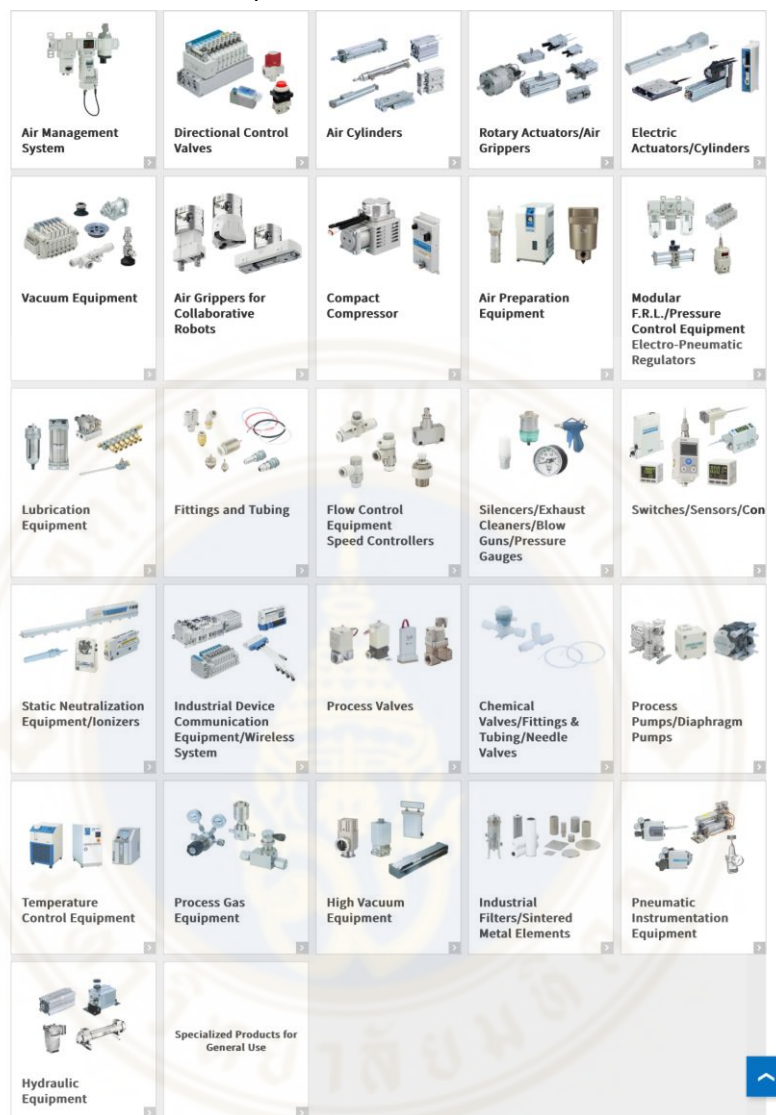 Air Management
System
Directional Control
Valves
Air Cylinders
Rotary Actuators/Air
Grippers
Electric
Actuators/Cylinders
Vacuum Equipment
Air Grippers for
Collaborative
Robots
Compact
Compressor
Air Preparation
Equipment
Modular
F.R.L./Pressure
Control Equipment
Electro-Pneumatic
Regulators
Lubrication
Equipment
Fittings and Tubing
Flow Control
Equipment
Speed Controllers
Silencers/Exhaust
Cleaners/Blow
Guns/Pressure
Gauges
Switches/Sensors/Con
Static Neutralization
Equipment/Ionizers
Industrial Device
Communication
Equipment/Wireless
System
Process Valves
Chemical
Valves/Fittings &
Tubing/Needle
Valves
Process
Pumps/Diaphragm
Pumps
Temperature
Control Equipment
Process Gas
Equipment
High Vacuum
Equipment
Industrial
Filters/Sintered
Metal Elements
Pneumatic
Instrumentation
Equipment
Hydraulic
Equipment
Specialized Products for
General Use